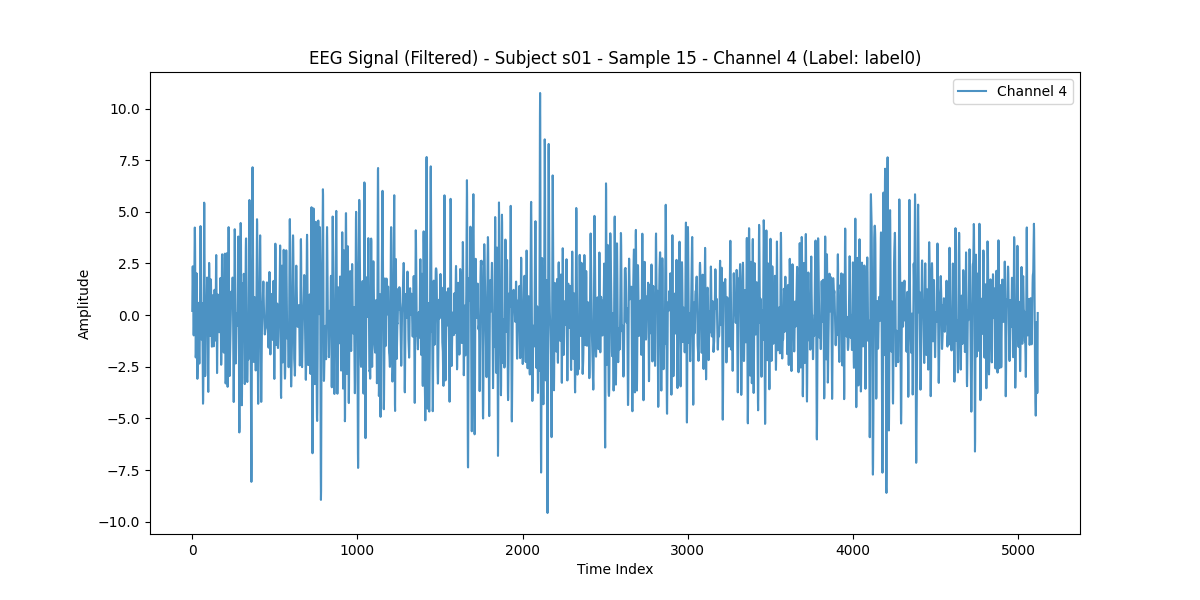 EEG Signal (Filtered) - Subject s01 - Sample 15 - Channel 4 (Label: label0)
Channel 4
10.0
7.5
5.0
2.5
0.0
−2.5
−5.0
−7.5
−10.0
Amplitude
0 1000 2000 3000 4000 5000
Time Index